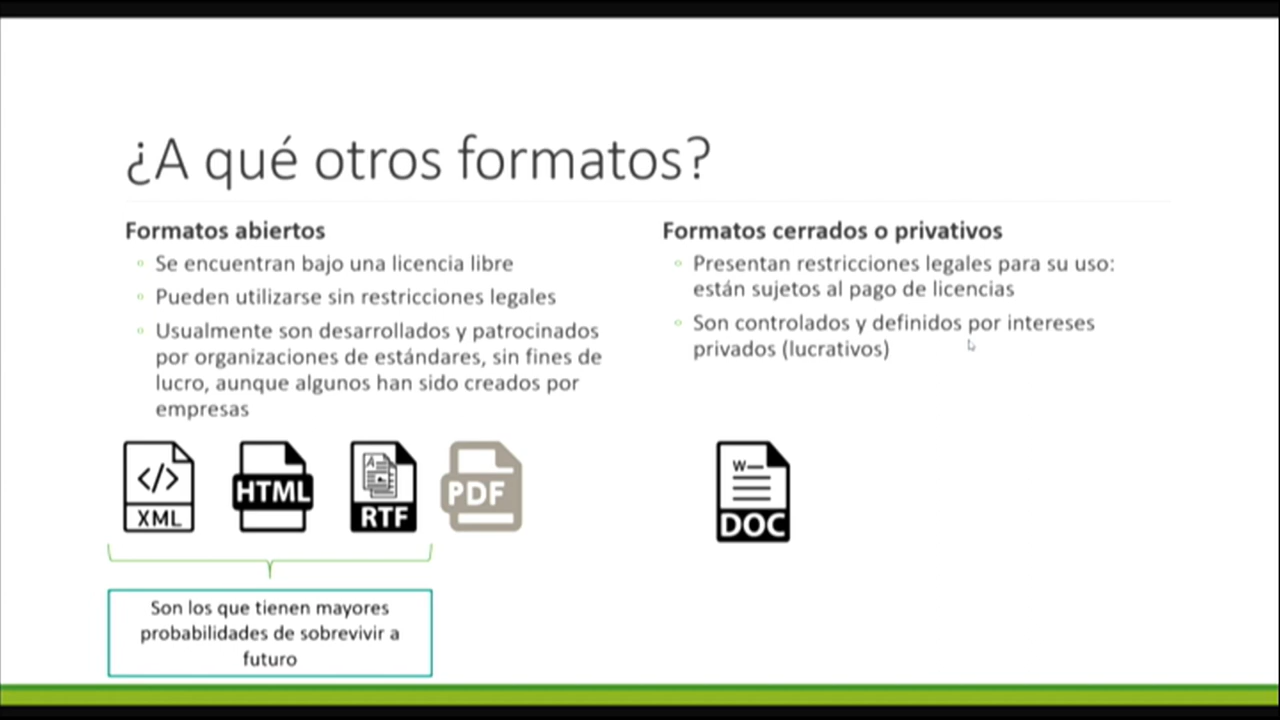 ¿A qué otros formatos?
Formatos abiertos
Se encuentran bajo una licencia libre
Pueden utilizarse sin restricciones legales
Usualmente son desarrollados y patrocinados
por organizaciones de estándares, sin fines de
lucro, aunque algunos han sido creados por
empresas
Formatos cerrados o privativos
Presentan restricciones legales para su uso:
están sujetos al pago de licencias
Son controlados y definidos por intereses
privados (lucrativos)
</>
XML
HTML
A
RTF
PDF
W
DOC
Son los que tienen mayores
probabilidades de sobrevivir a
futuro